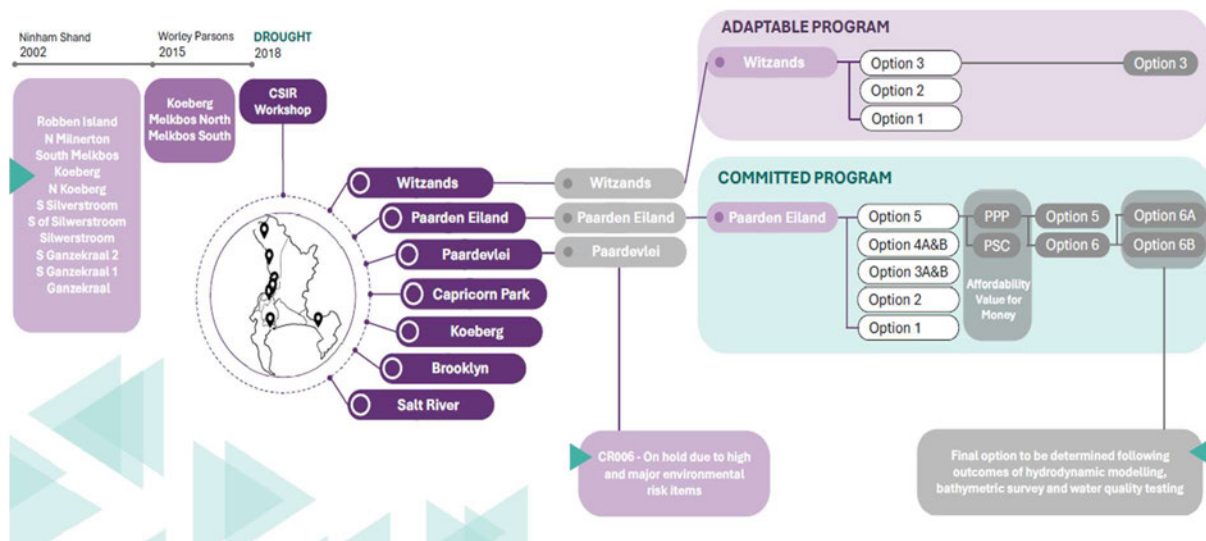 Ninham Shand
2002
Worley Parsons
2015
DROUGHT
2018
Robben Island
N Milnerton
South Melkbos
Koeberg
N Koeberg
S Silverstroom
S of Silwerstroom
Silwerstroom
S Ganzekraal 2
S Ganzekraal 1
Ganzekraal
Koeberg
Melkbos North
Melkbos South
CSIR
Workshop
Witzands
Paarden Eiland
Paardevlei
Capricorn Park
Koeberg
Brooklyn
Salt River
Witzands
Paarden Eiland
Paardevlei
CR006 - On hold due to high
and major environmental
risk items
ADAPTABLE PROGRAM
Witzands
Option 3
Option 2
Option 1
Option 3
COMMITTED PROGRAM
Paarden Eiland
Option 5
Option 4A&B
Option 3A&B
Option 2
Option 1
PPP
PSC
Affordability
Value for
Money
Option 5
Option 6
Option 6A
Option 6B
Final option to be determined following
outcomes of hydrodynamic modelling,
bathymetric survey and water quality testing